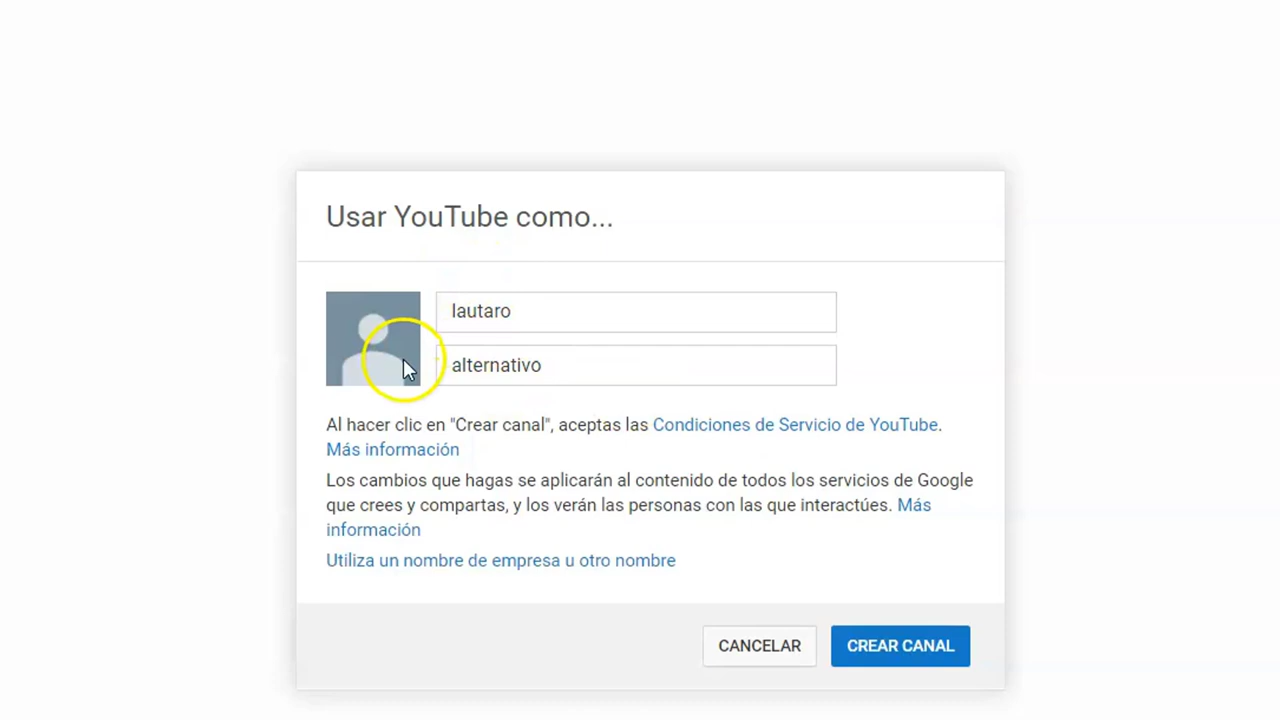 Usar YouTube como...
lautaro
alternativo
Al hacer clic en "Crear canal", aceptas las Condiciones de Servicio de YouTube.
Más información
Los cambios que hagas se aplicarán al contenido de todos los servicios de Google
que crees y compartas, y los verán las personas con las que interactúes. Más
información
Utiliza un nombre de empresa u otro nombre
CANCELAR CREAR CANAL